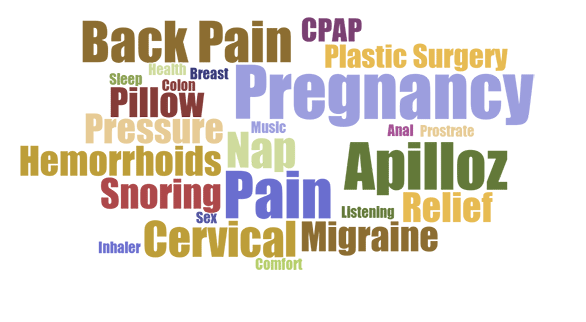 Back Pain CPAP
Plastic Surgery
Health
Sleep Breast
Colon
Pregnancy
Pillow
Pressure Music Anal Prostrate
Hemorrhoids Nap Apilloz
Snoring Pain
Sex Listening Relief
Inhaler Cervical Migraine
Comfort